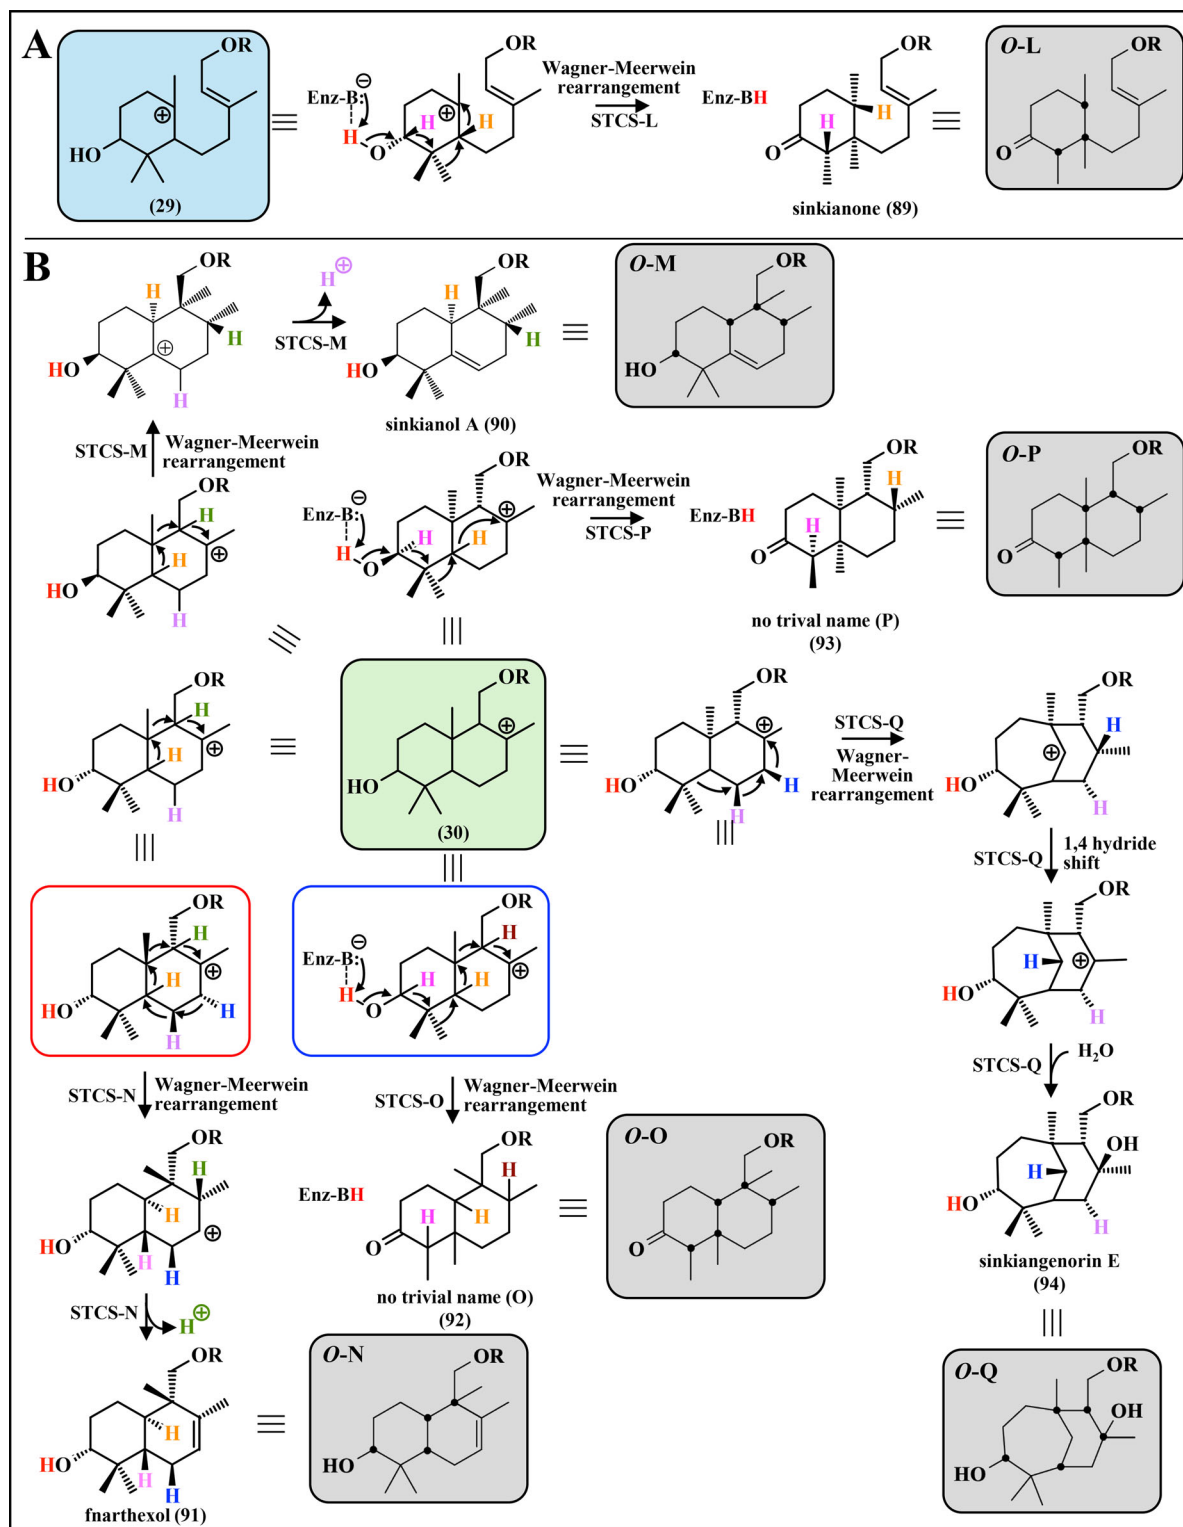 A
OR
HO
(29)
Enz-B:
H
O
H
H
OR
Wagner-Meerwein
rearrangement
STCS-L
Enz-BH
OR
H
H
O
sinkianone (89)
O-L
OR
O
B
OR
H
H
HO
H
H
STCS-M
OR
H
H
HO
sinkianol A (90)
O-M
OR
HO
STCS-M
Wagner-Meerwein
rearrangement
OR
H
H
HO
H
Enz-B:
H
O
H
H
OR
Wagner-Meerwein
rearrangement
STCS-P
Enz-BH
OR
H
H
O
no trival name (P)
(93)
O-P
OR
O
OR
H
H
HO
H
OR
HO
(30)
OR
HO
H
H
STCS-Q
Wagner-
Meerwein
rearrangement
OR
H
HO
H
STCS-Q
1,4 hydride
shift
OR
H
HO
H
OR
H
H
HO
H
H
Enz-B:
H
O
H
H
OR
H
STCS-N
Wagner-Meerwein
rearrangement
STCS-O
Wagner-Meerwein
rearrangement
STCS-Q
H2O
OR
H
H
HO
H
H
Enz-BH
OR
H
H
H
O
no trivial name (O)
(92)
O-O
OR
O
OR
OH
H
HO
H
sinkiangenorin E
(94)
STCS-N
H
OR
H
HO
H
H
fnarthexol (91)
O-N
OR
HO
O-Q
OR
OH
HO